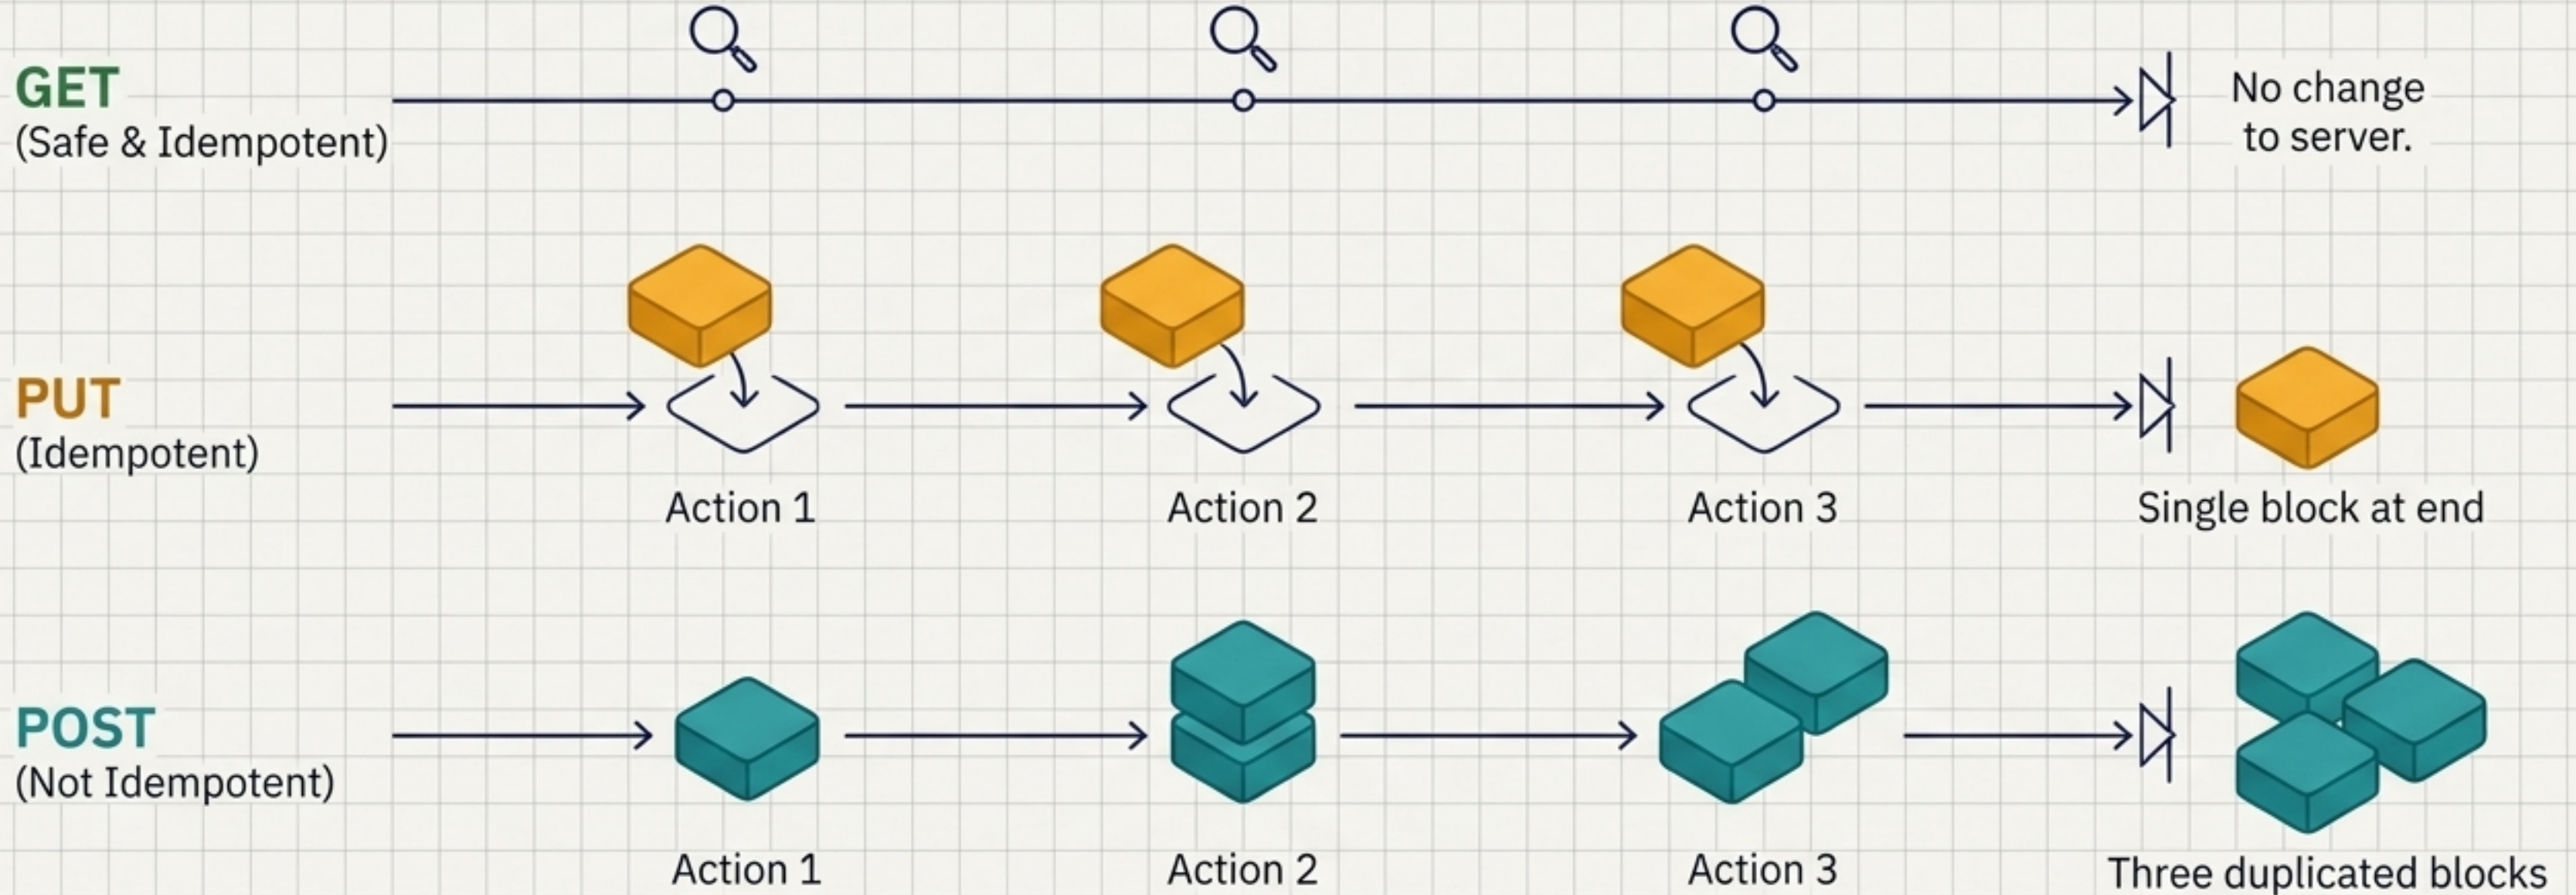 GET
(Safe & Idempotent)
No change
to server.
PUT
(Idempotent)
Action 1
Action 2
Action 3
Single block at end
POST
(Not Idempotent)
Action 1
Action 2
Action 3
Three duplicated blocks